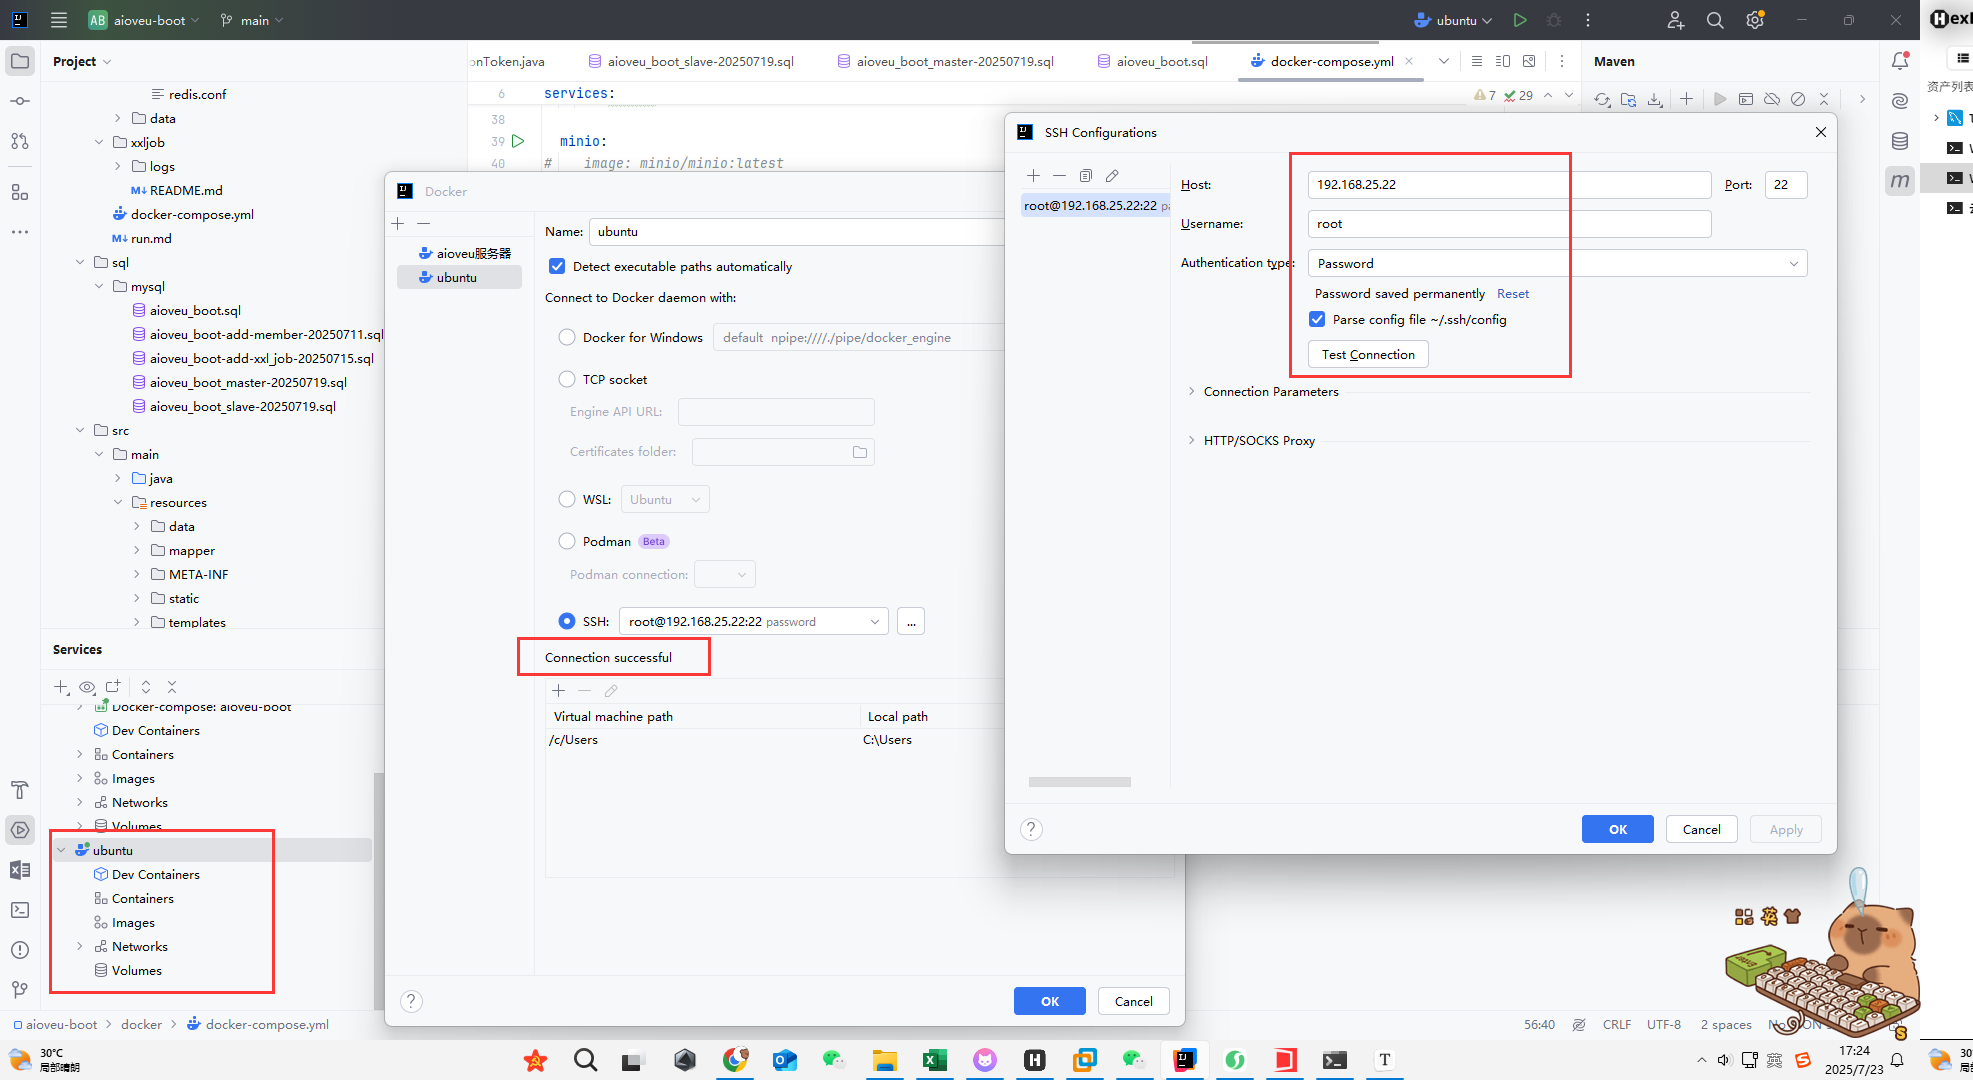 AB aioveu-boot
main
ubuntu
HexH
Project
redis.conf
data
xxljob
logs
M↓ README.md
docker-compose.yml
M↓ run.md
sql
mysql
aioveu_boot.sql
aioveu_boot-add-member-20250711.sql
aioveu_boot-add-xxl_job-20250715.sql
aioveu_boot_master-20250719.sql
aioveu_boot_slave-20250719.sql
src
main
java
resources
data
mapper
META-INF
static
templates
onToken.java
aioveu_boot_slave-20250719.sql
aioveu_boot_master-20250719.sql
aioveu_boot.sql
docker-compose.yml
6 services:
7 29
38
39 minio:
40 # image: minio/minio:latest
Maven
资产列表
Services
Docker-compose: aioveu-boot
Dev Containers
Containers
Images
Networks
Volumes
ubuntu
Dev Containers
Containers
Images
Networks
Volumes
Docker
aioveu服务器
ubuntu
Name: ubuntu
Detect executable paths automatically
Connect to Docker daemon with:
Docker for Windows default npipe:////./pipe/docker_engine
TCP socket
Engine API URL:
Certificates folder:
WSL: Ubuntu
Podman Beta
Podman connection:
SSH: root@192.168.25.22:22 password ...
Connection successful
Virtual machine path Local path
/c/Users C:\Users
? OK Cancel
SSH Configurations
root@192.168.25.22:22 pa
Host: 192.168.25.22 Port: 22
Username: root
Authentication type: Password
Password saved permanently Reset
Parse config file ~/.ssh/config
Test Connection
Connection Parameters
HTTP/SOCKS Proxy
? OK Cancel Apply
aioveu-boot > docker > docker-compose.yml
56:40 CRLF UTF-8 2 spaces
30°C
局部晴朗
英
17:24
2025/7/23